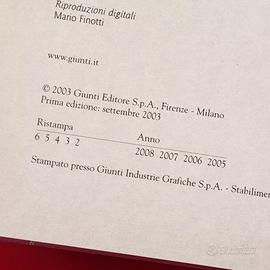 Riproduzioni digitali
Mario Finotti
www.giunti.it
© 2003 Giunti Editore S.p.A., Firenze - Milano
Prima edizione: settembre 2003
Ristampa Anno
6 5 4 3 2 2008 2007 2006 2005
Stampato presso Giunti Industrie Grafiche S.p.A. - Stabilimen